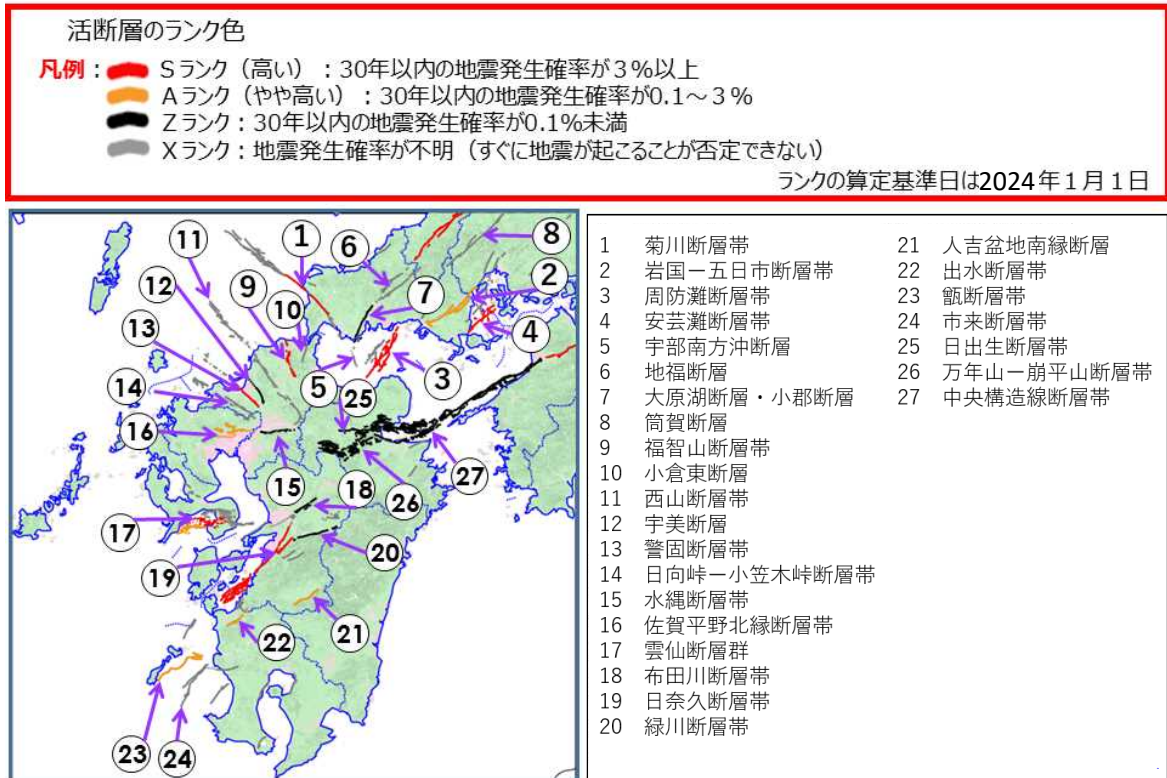 活断層のランク色
凡例：Sランク（高い）：30年以内の地震発生確率が３％以上
Aランク（やや高い）：30年以内の地震発生確率が0.1～３％
Zランク：30年以内の地震発生確率が0.1%未満
Xランク：地震発生確率が不明（すぐに地震が起こることが否定できない）
ランクの算定基準日は2024年１月１日
11
1
6
8
12
9
10
7
2
13
4
14
5
25
3
16
15
18
26
27
17
19
20
22
21
23
24
1 菊川断層帯
2 岩国ー五日市断層帯
3 周防灘断層帯
4 安芸灘断層帯
5 宇部南方沖断層
6 地福断層
7 大原湖断層・小郡断層
8 筒賀断層
9 福智山断層帯
10 小倉東断層
11 西山断層帯
12 宇美断層
13 警固断層帯
14 日向峠ー小笠木峠断層帯
15 水縄断層帯
16 佐賀平野北縁断層帯
17 雲仙断層群
18 布田川断層帯
19 日奈久断層帯
20 緑川断層帯
21 人吉盆地南縁断層
22 出水断層帯
23 甑断層帯
24 市来断層帯
25 日出生断層帯
26 万年山ー崩平山断層帯
27 中央構造線断層帯